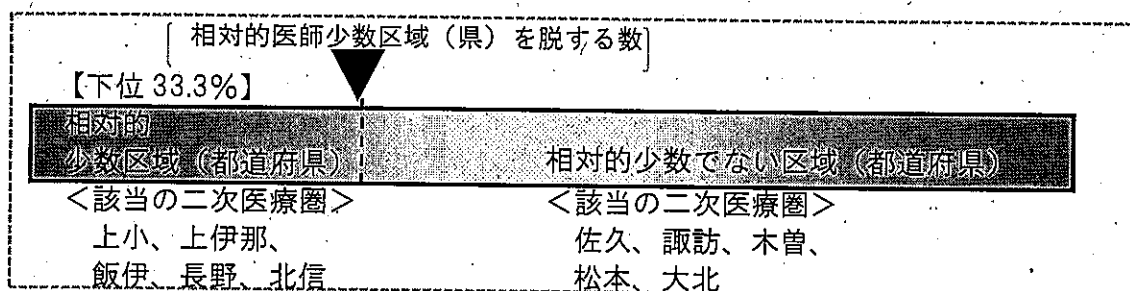 相対的医師少数区域（県）を脱する数
【下位 33.3%】
相対的
少数区域（都道府県）
相対的少数でない区域（都道府県）
＜該当の二次医療圏＞
上小、上伊那、
飯伊、長野、北信
＜該当の二次医療圏＞
佐久、諏訪、木曽、
松本、大北